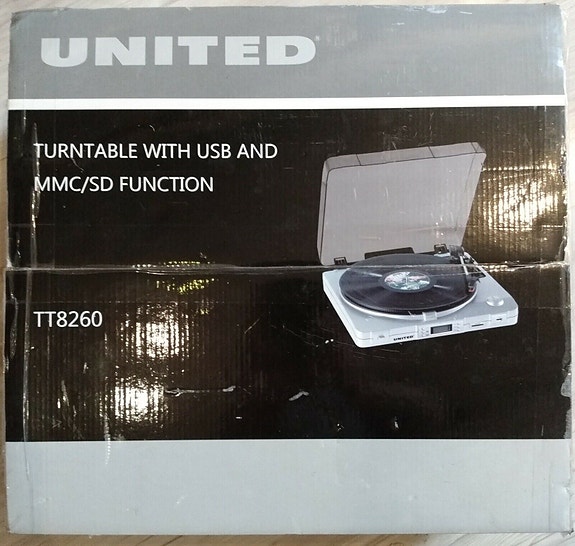 UNITED
TURNTABLE WITH USB AND
MMC/SD FUNCTION
TT8260
UNITED